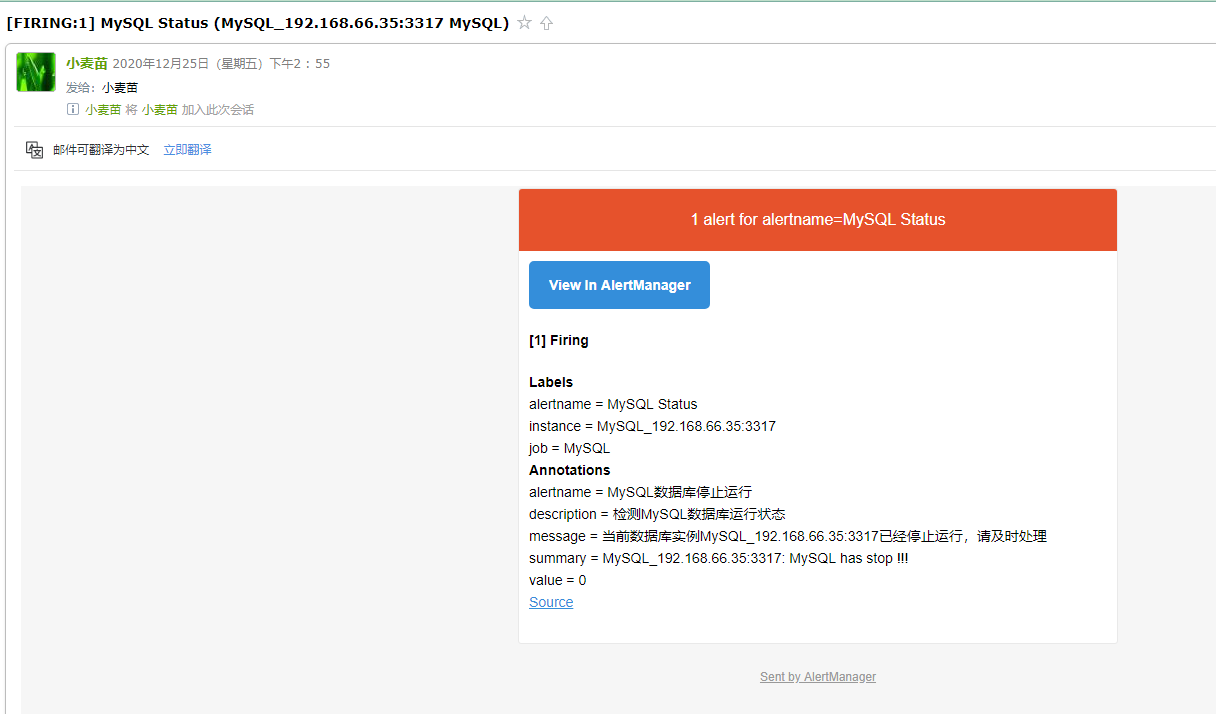 [FIRING:1] MySQL Status (MySQL_192.168.66.35:3317 MySQL)
小麦苗 2020年12月25日（星期五）下午2：55
发给：小麦苗
小麦苗 将 小麦苗 加入此次会话
邮件可翻译为中文 立即翻译
1 alert for alertname=MySQL Status
View In AlertManager
[1] Firing
Labels
alertname = MySQL Status
instance = MySQL_192.168.66.35:3317
job = MySQL
Annotations
alertname = MySQL数据库停止运行
description = 检测MySQL数据库运行状态
message = 当前数据库实例MySQL_192.168.66.35:3317已经停止运行，请及时处理
summary = MySQL_192.168.66.35:3317: MySQL has stop !!!
value = 0
Source
Sent by AlertManager